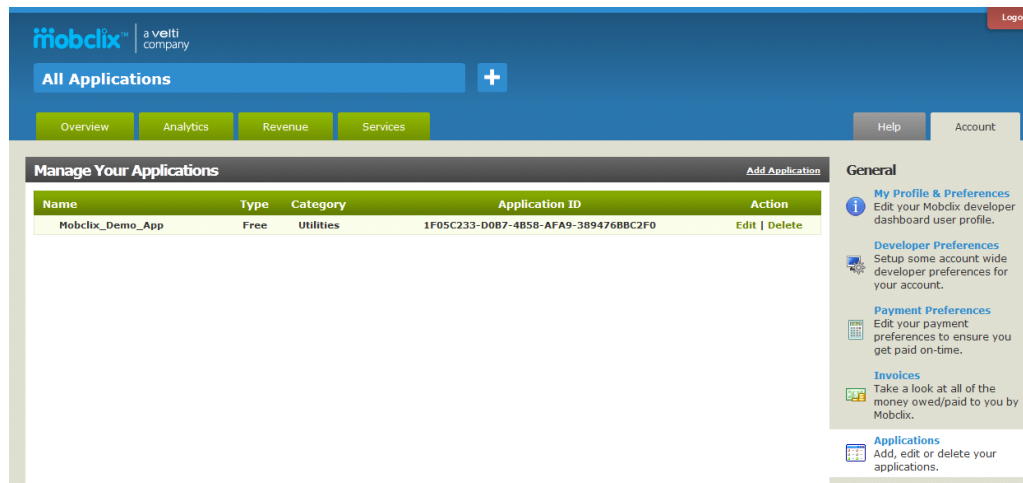 Logo
mobclix™ a velti
company
All Applications
Overview Analytics Revenue Services Help Account
Manage Your Applications Add Application
Name Type Category Application ID Action
Mobclix_Demo_App Free Utilities 1F05C233-D0B7-4B58-AFA9-389476BBC2F0 Edit | Delete
General
My Profile & Preferences
Edit your Mobclix developer
dashboard user profile.
Developer Preferences
Setup some account wide
developer preferences for
your account.
Payment Preferences
Edit your payment
preferences to ensure you
get paid on-time.
Invoices
Take a look at all of the
money owed/paid to you by
Mobclix.
Applications
Add, edit or delete your
applications.